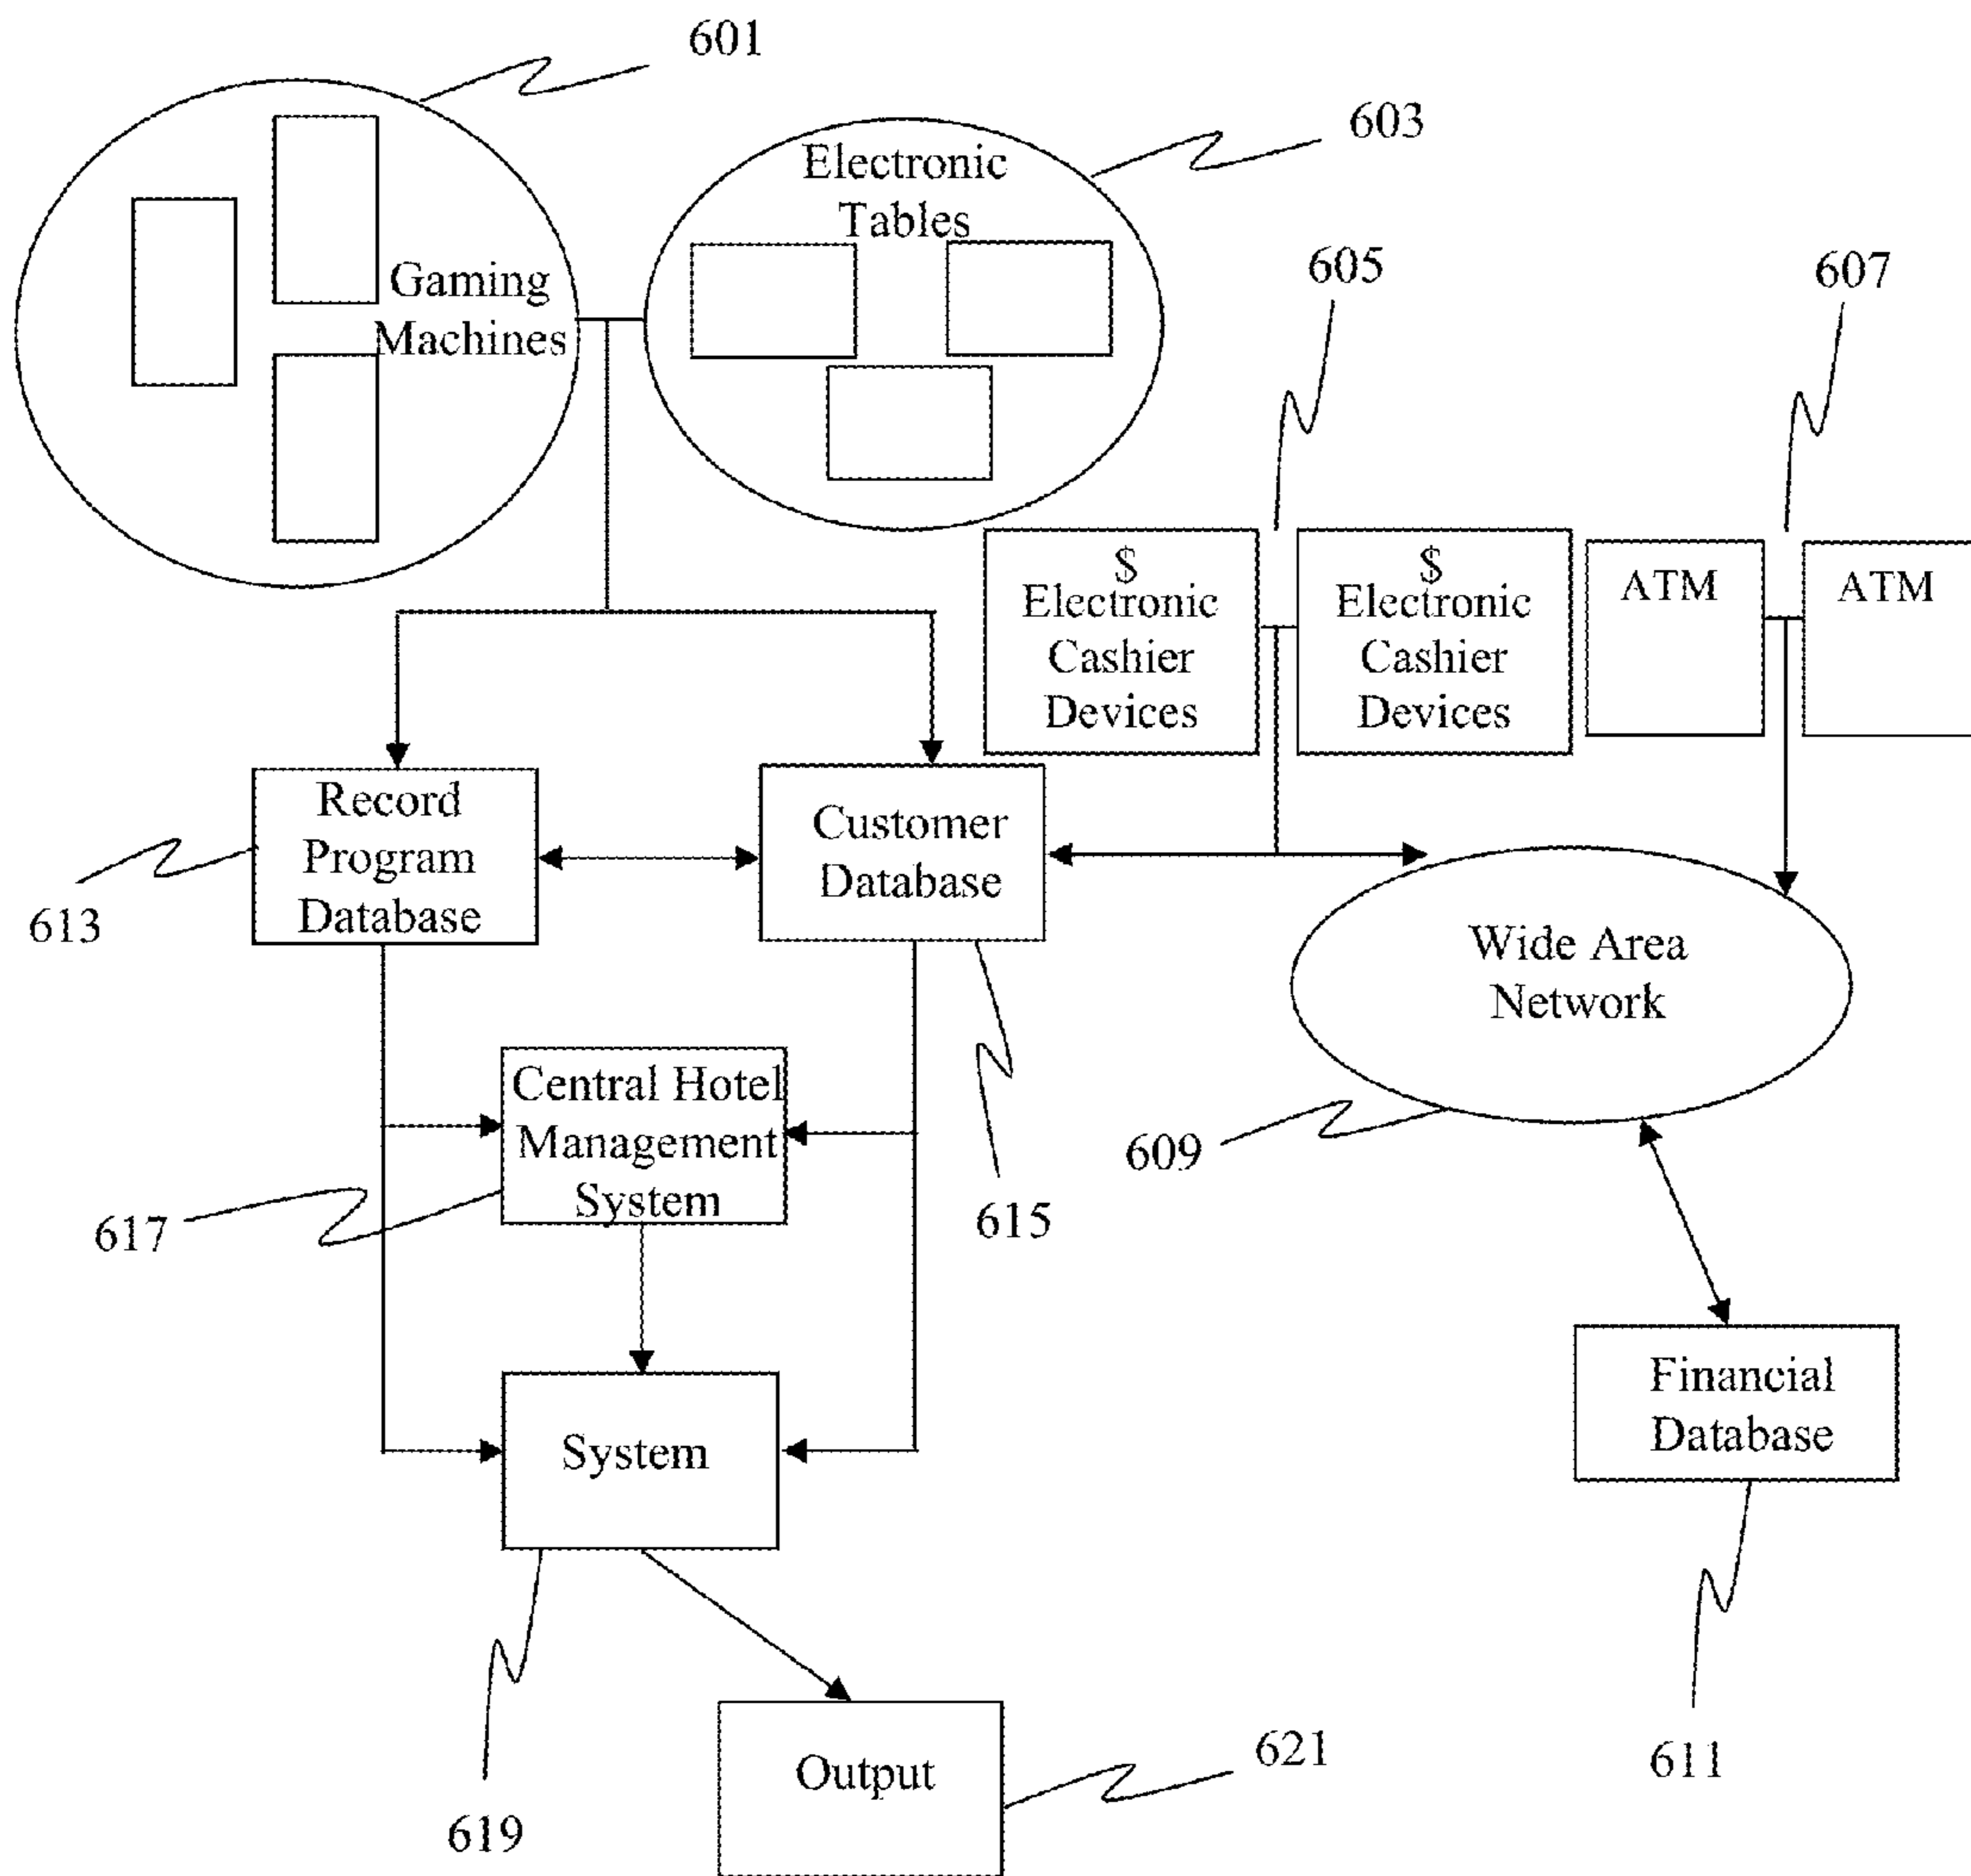 601
603
Electronic
Tables
Gaming
Machines
605
607
$
Electronic
Cashier
Devices
$
Electronic
Cashier
Devices
ATM
ATM
Record
Program
Database
Customer
Database
613
Wide Area
Network
Central Hotel
Management
System
609
617
615
Financial
Database
System
Output
621
611
619